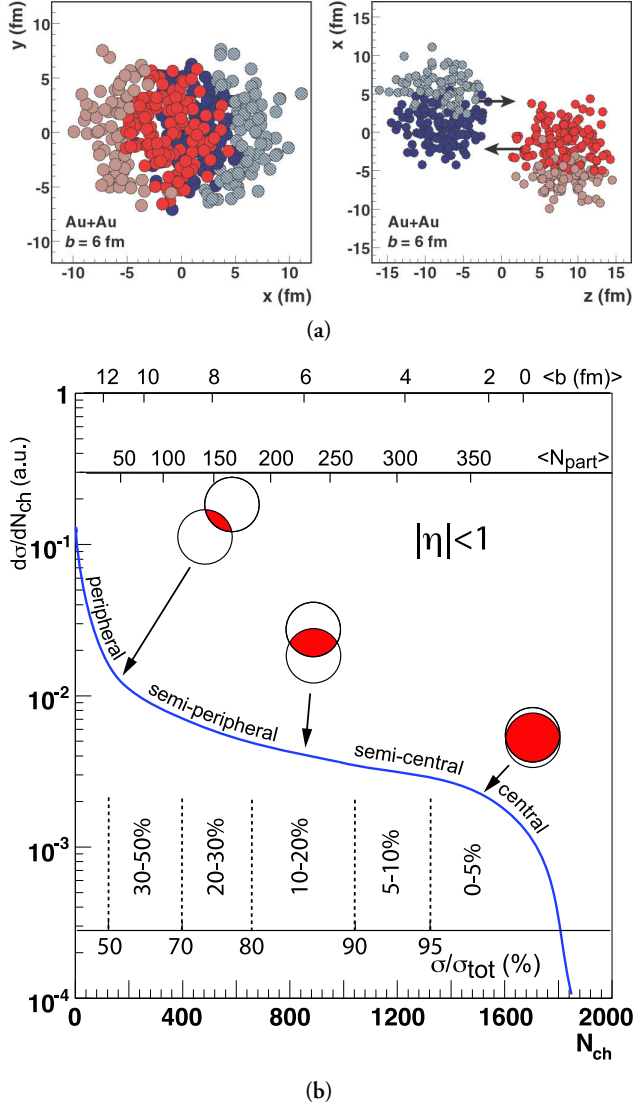 y (fm)
10
5
0
-5
-10
Au+Au
b = 6 fm
-10
-5
0
5
10
x (fm)
x (fm)
15
10
5
0
-5
-10
-15
Au+Au
b = 6 fm
-15
-10
-5
0
5
10
15
z (fm)
(a)
12 10 8 6 4 2 0 <b (fm)>
50 100 150 200 250 300 350 <Npart>
dσ/dNch (a.u.)
1
10-1
10-2
10-3
10-4
|η|<1
peripheral
semi-peripheral
semi-central
central
30-50%
20-30%
10-20%
5-10%
0-5%
50 70 80 90 95
σ/σtot (%)
0 400 800 1200 1600 2000
Nch
(b)